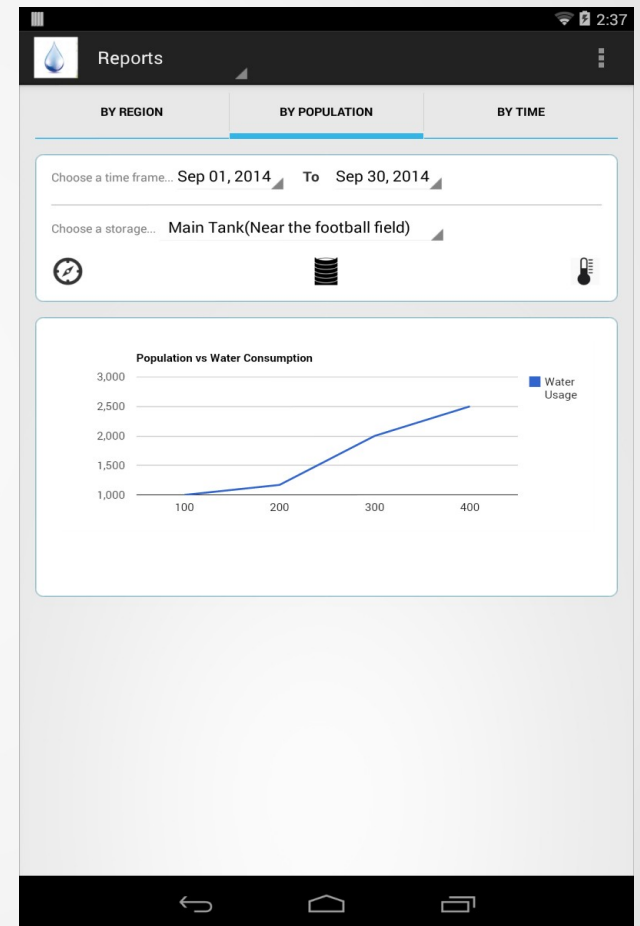 2:37
Reports
BY REGION BY POPULATION BY TIME
Choose a time frame... Sep 01, 2014 To Sep 30, 2014
Choose a storage... Main Tank(Near the football field)
Population vs Water Consumption
3,000
2,500
2,000
1,500
1,000
100 200 300 400
Water
Usage